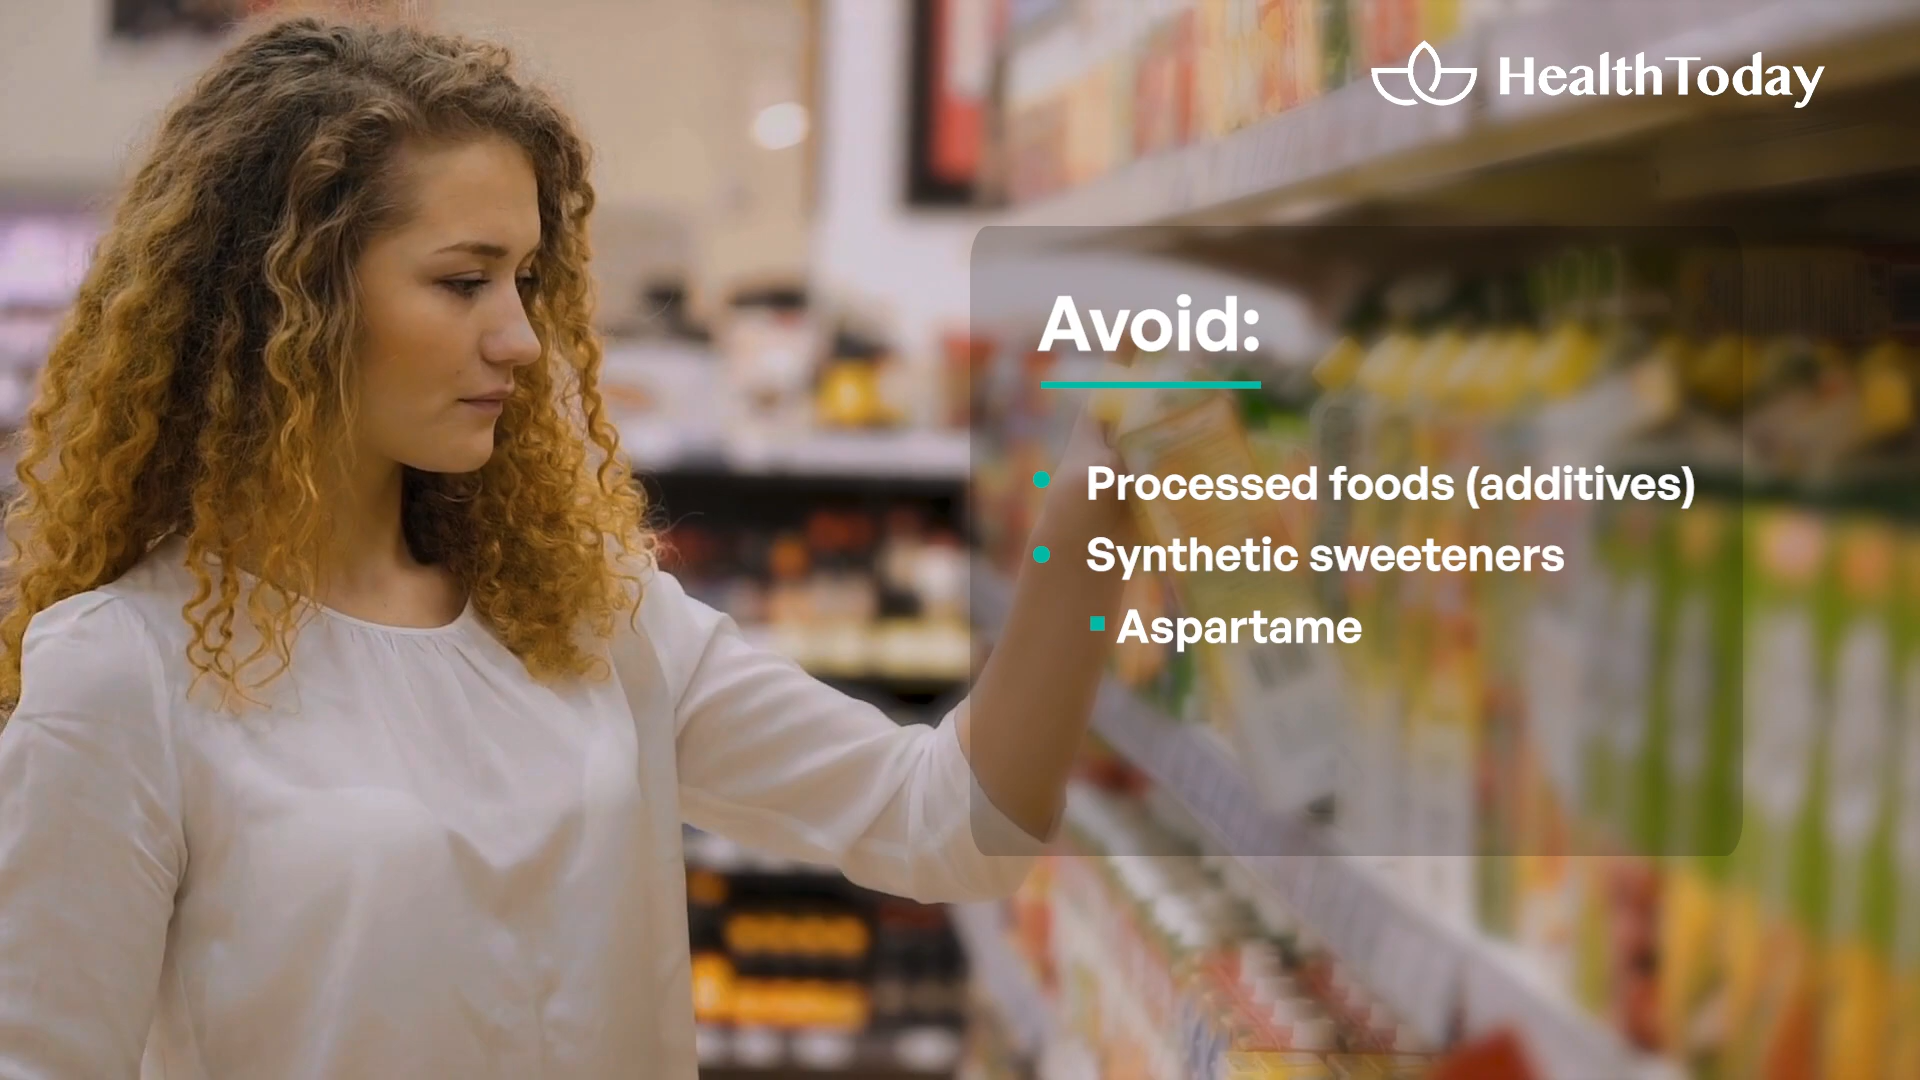 HealthToday
Avoid:
Processed foods (additives)
Synthetic sweeteners
Aspartame